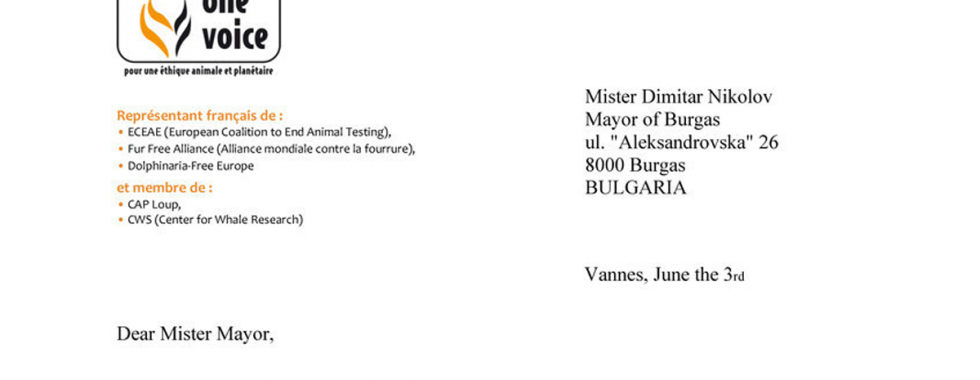 one
voice
pour une éthique animale et planétaire
Représentant français de :
• ECEAE (European Coalition to End Animal Testing),
• Fur Free Alliance (Alliance mondiale contre la fourrure),
• Dolphinaria-Free Europe
et membre de :
• CAP Loup,
• CWS (Center for Whale Research)
Mister Dimitar Nikolov
Mayor of Burgas
ul. "Aleksandrovska" 26
8000 Burgas
BULGARIA
Vannes, June the 3rd
Dear Mister Mayor,